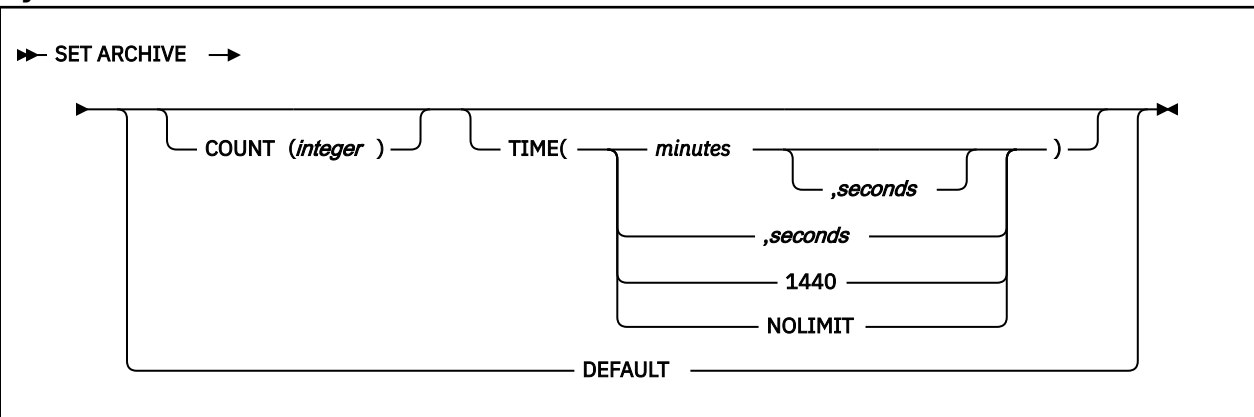 SET ARCHIVE
COUNT (integer )
TIME( minutes )
,seconds
,seconds
1440
NOLIMIT
DEFAULT